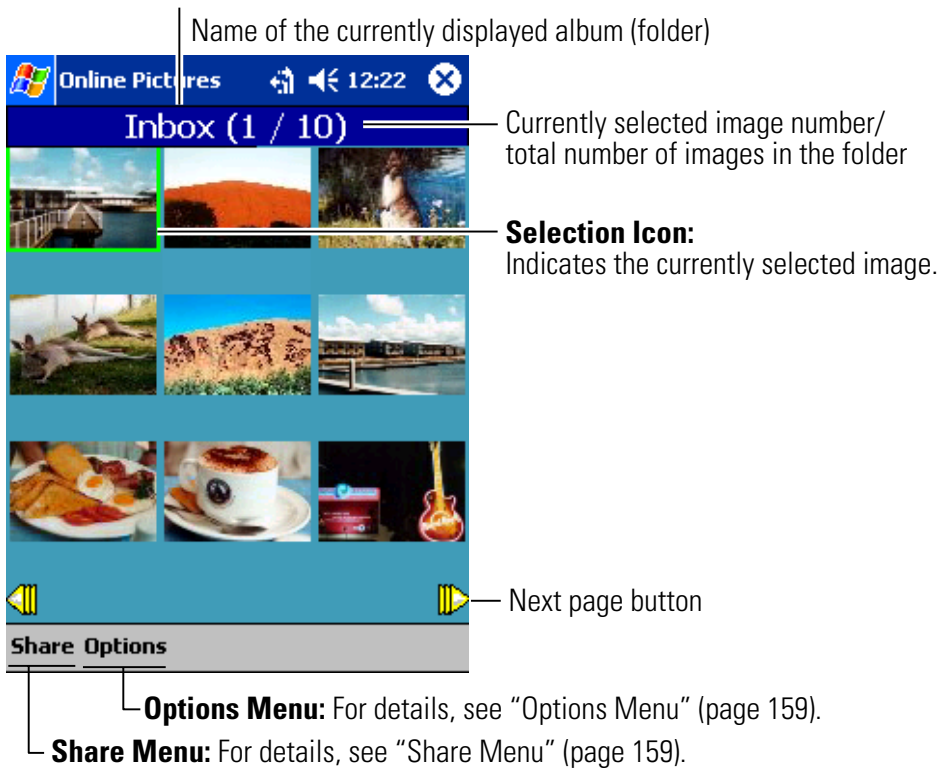 Name of the currently displayed album (folder)
Online Pictures 12:22
Inbox (1 / 10)
Currently selected image number/
total number of images in the folder
Selection Icon:
Indicates the currently selected image.
Next page button
Share Options
Options Menu: For details, see “Options Menu” (page 159).
Share Menu: For details, see “Share Menu” (page 159).